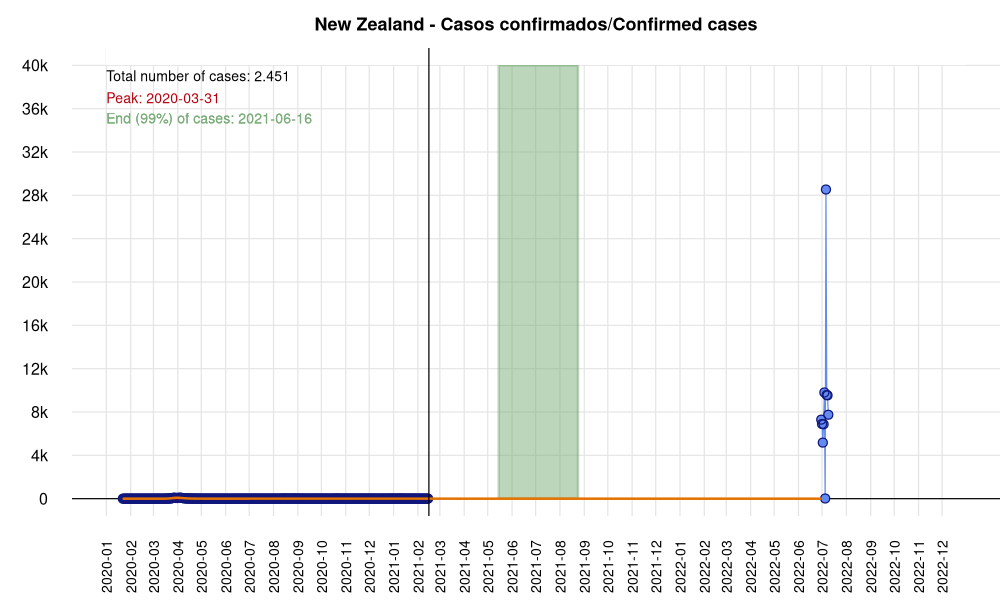 New Zealand - Casos confirmados/Confirmed cases
40k
36k
32k
28k
24k
20k
16k
12k
8k
4k
0
Total number of cases: 2.451
Peak: 2020-03-31
End (99%) of cases: 2021-06-16
2020-01
2020-02
2020-03
2020-04
2020-05
2020-06
2020-07
2020-08
2020-09
2020-10
2020-11
2020-12
2021-01
2021-02
2021-03
2021-04
2021-05
2021-06
2021-07
2021-08
2021-09
2021-10
2021-11
2021-12
2022-01
2022-02
2022-03
2022-04
2022-05
2022-06
2022-07
2022-08
2022-09
2022-10
2022-11
2022-12